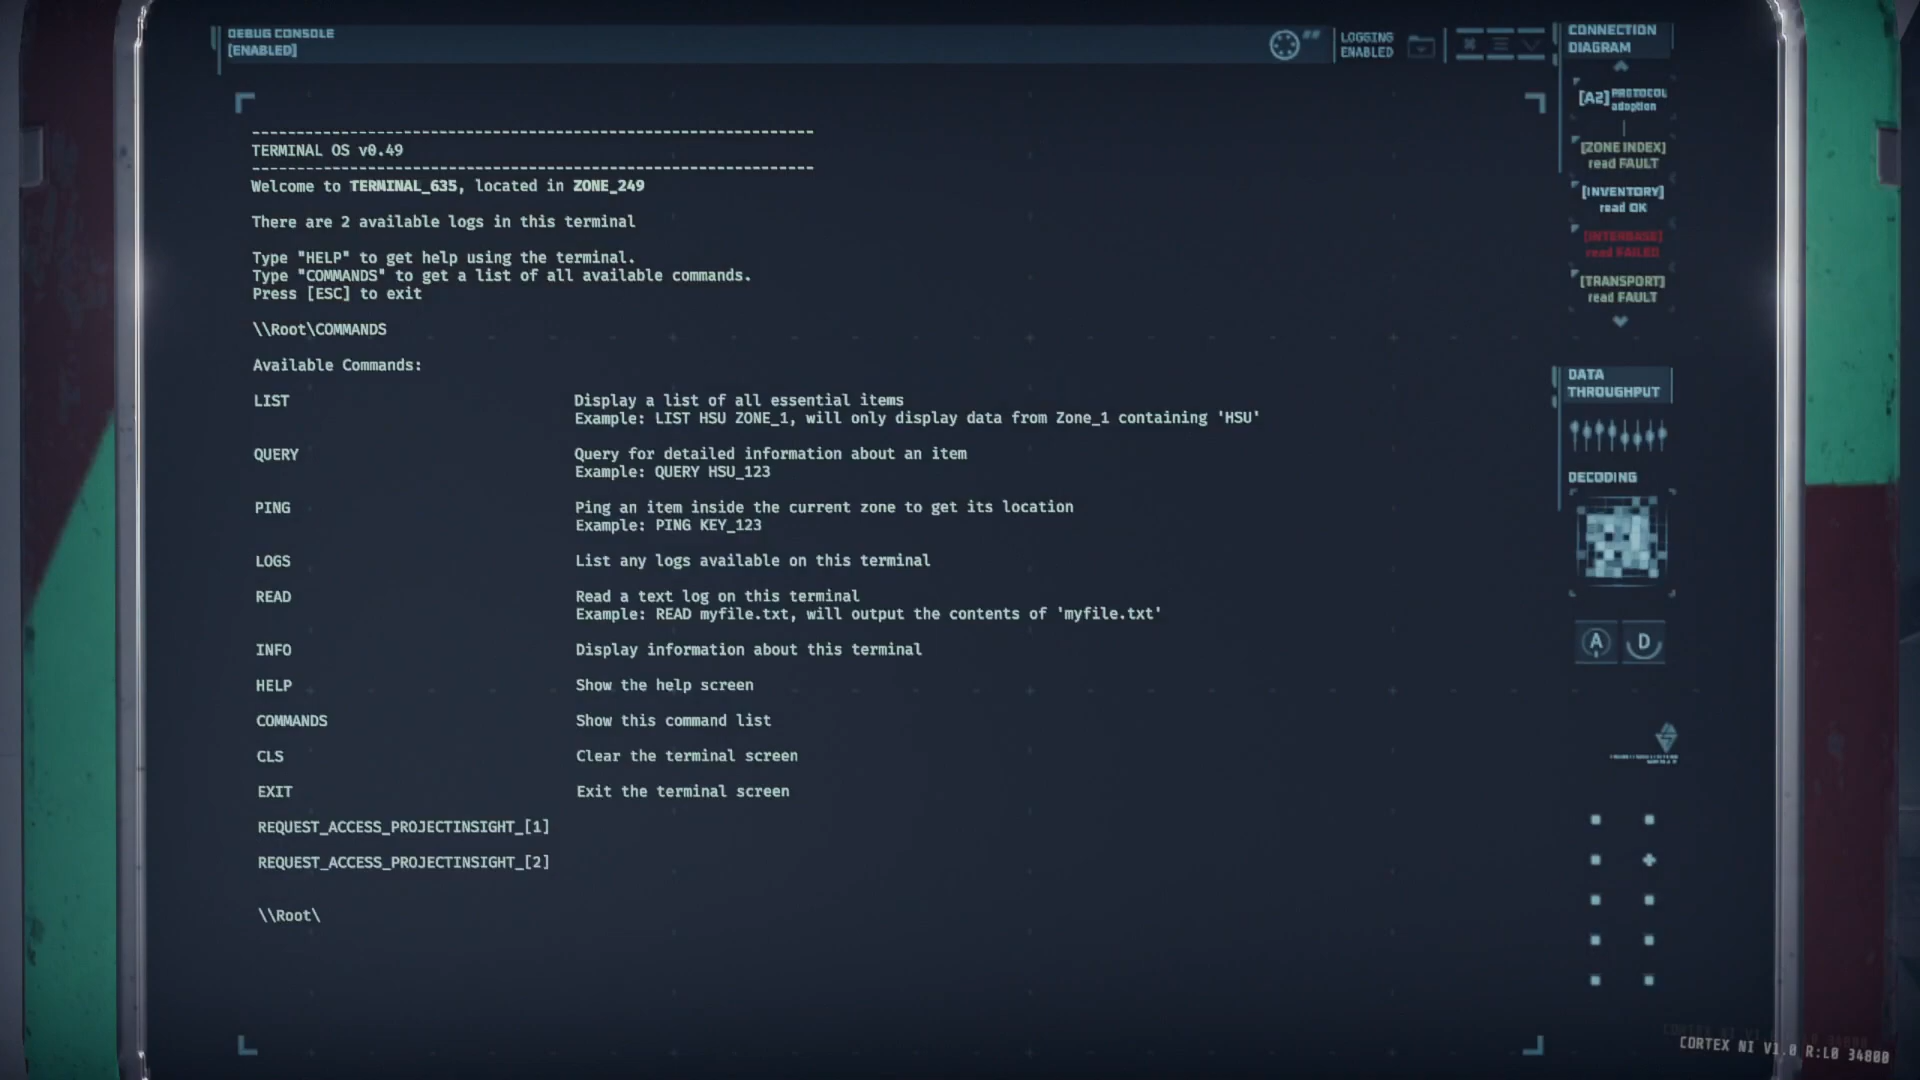 DEBUG CONSOLE
[ENABLED]
LOGGING
ENABLED
------------------------------------------------------------------
TERMINAL OS v0.49
------------------------------------------------------------------
Welcome to TERMINAL_635, located in ZONE_249
There are 2 available logs in this terminal
Type "HELP" to get help using the terminal.
Type "COMMANDS" to get a list of all available commands.
Press [ESC] to exit
\\Root\COMMANDS
Available Commands:
LIST Display a list of all essential items
Example: LIST HSU ZONE_1, will only display data from Zone_1 containing 'HSU'
QUERY Query for detailed information about an item
Example: QUERY HSU_123
PING Ping an item inside the current zone to get its location
Example: PING KEY_123
LOGS List any logs available on this terminal
READ Read a text log on this terminal
Example: READ myfile.txt, will output the contents of 'myfile.txt'
INFO Display information about this terminal
HELP Show the help screen
COMMANDS Show this command list
CLS Clear the terminal screen
EXIT Exit the terminal screen
REQUEST_ACCESS_PROJECTINSIGHT_[1]
REQUEST_ACCESS_PROJECTINSIGHT_[2]
\\Root\
CONNECTION
DIAGRAM
[A2] PROTOCOL
adoption
[ZONE INDEX]
read FAULT
[INVENTORY]
read OK
[INTERBASE]
read FAILED
[TRANSPORT]
read FAULT
DATA
THROUGHPUT
DECODING
A D
CORTEX NI V1.0 R:L0 34800